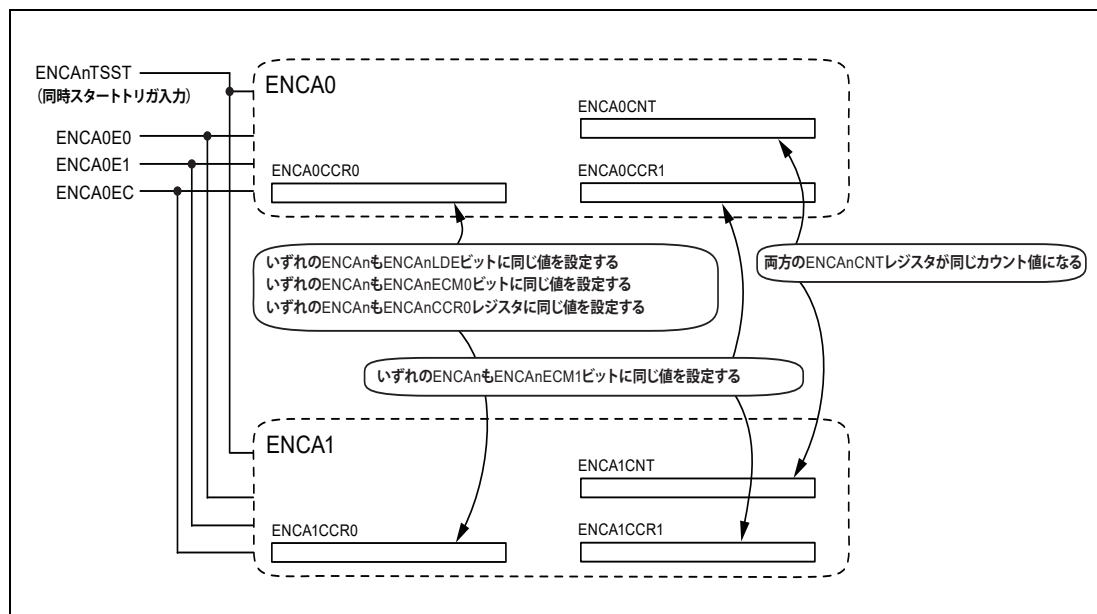 ENCAnTSST
(同時スタートトリガ入力)
ENCA0E0
ENCA0E1
ENCA0EC
ENCA0
ENCA0CNT
ENCA0CCR0
ENCA0CCR1
いずれのENCAnもENCAnLDEビットに同じ値を設定する
いずれのENCAnもENCAnECM0ビットに同じ値を設定する
いずれのENCAnもENCAnCCR0レジスタに同じ値を設定する
両方のENCAnCNTレジスタが同じカウント値になる
いずれのENCAnもENCAnECM1ビットに同じ値を設定する
ENCA1
ENCA1CNT
ENCA1CCR0
ENCA1CCR1